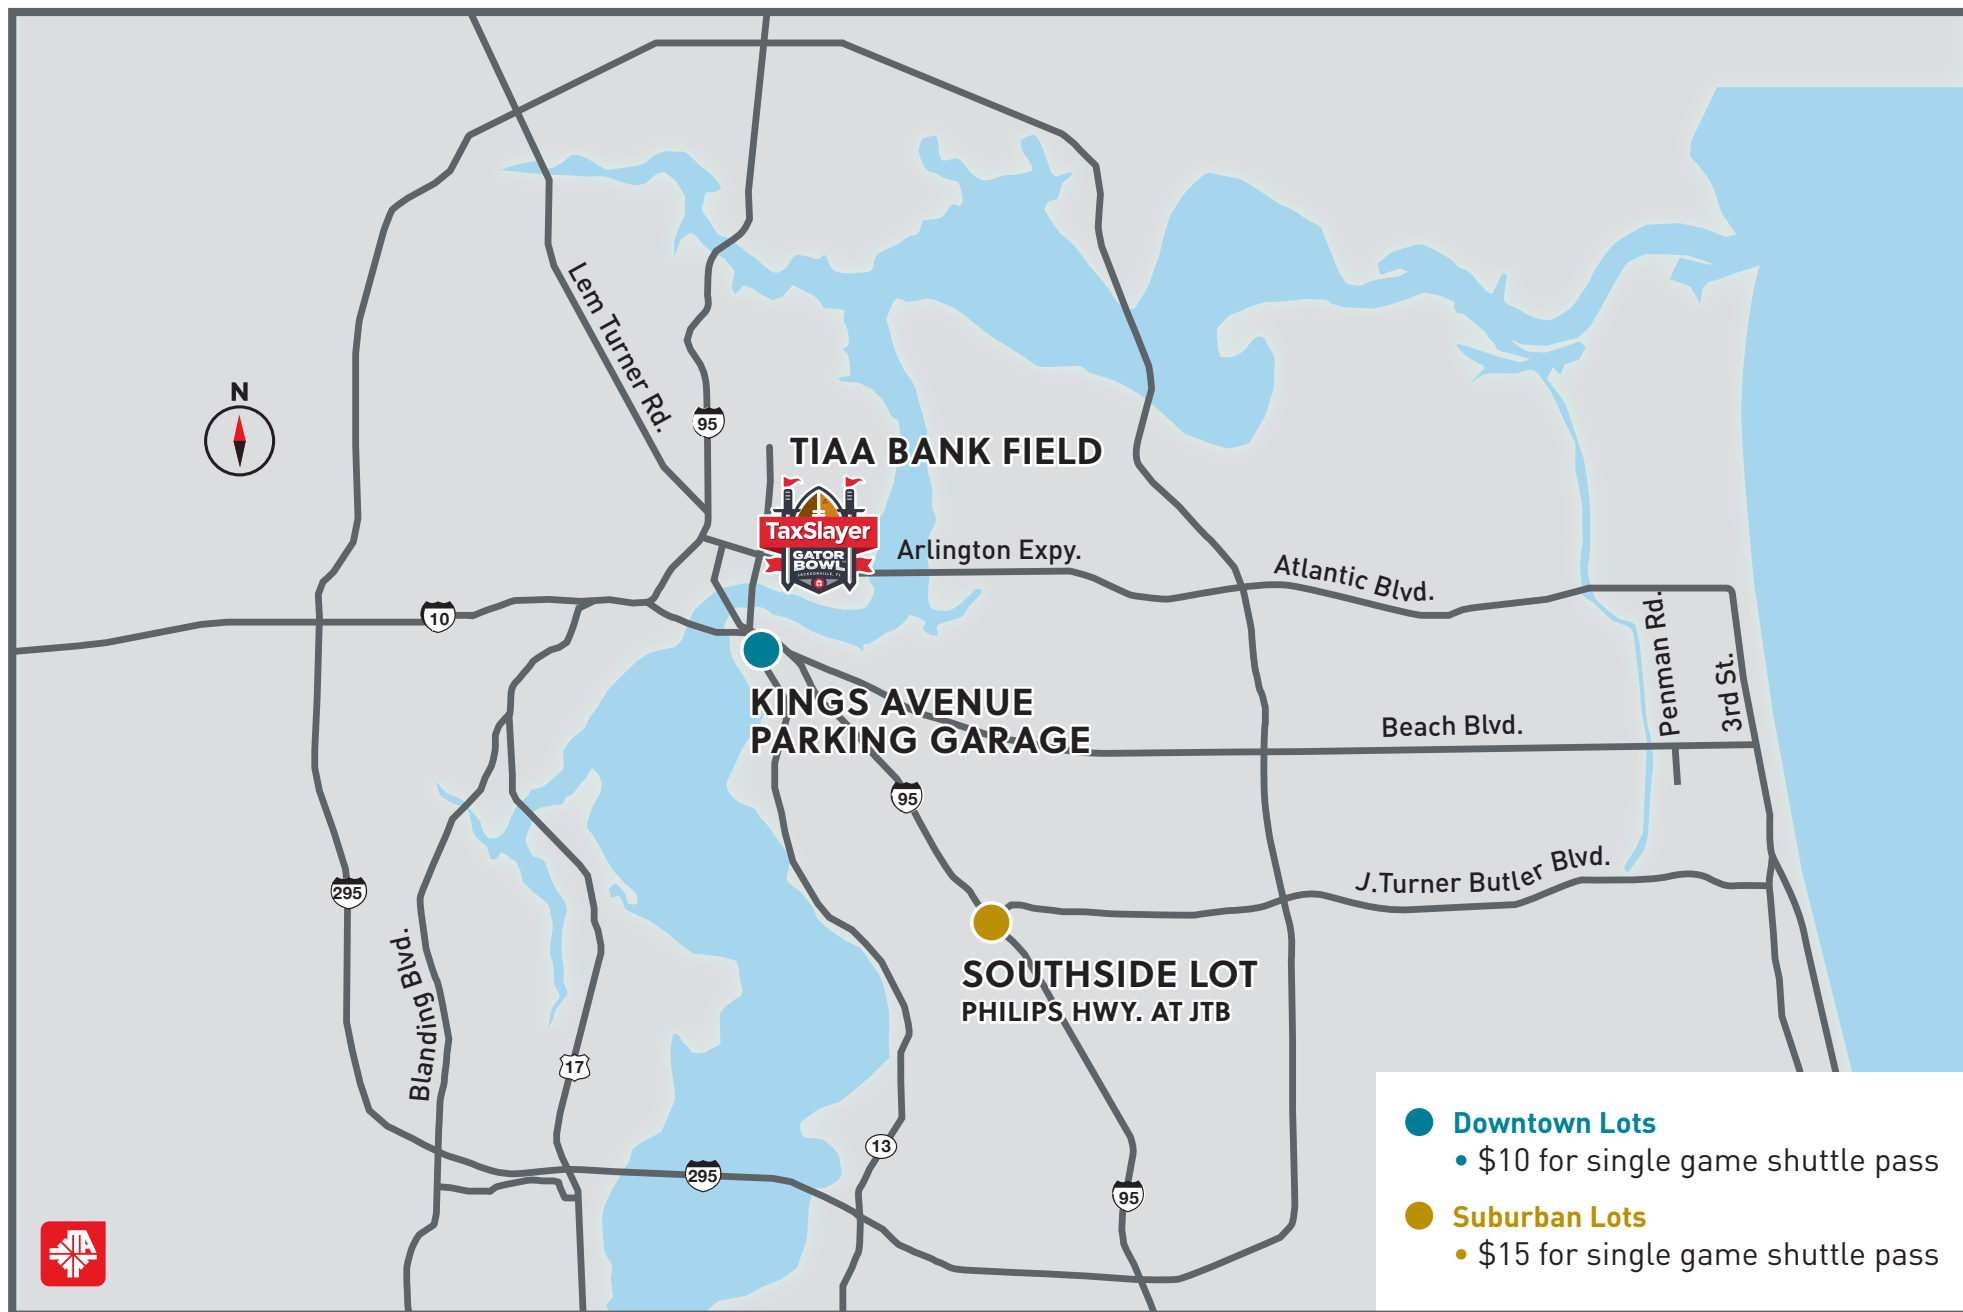 N
Lem Turner Rd.
95
TIAA BANK FIELD
TaxSlayer
GATOR
BOWL
JACKSONVILLE, FL
Arlington Expy.
Atlantic Blvd.
10
Penman Rd.
3rd St.
KINGS AVENUE
PARKING GARAGE
Beach Blvd.
95
J.Turner Butler Blvd.
295
Blanding Blvd.
SOUTHSIDE LOT
PHILIPS HWY. AT JTB
17
13
295
95
Downtown Lots
• $10 for single game shuttle pass
Suburban Lots
• $15 for single game shuttle pass
JTA